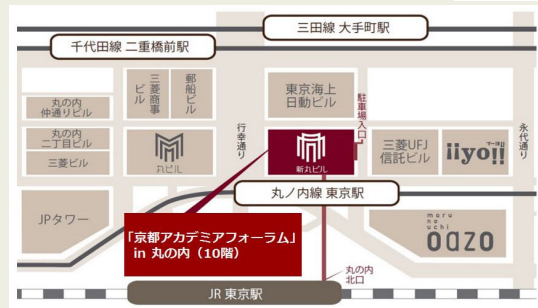 三田線 大手町駅
千代田線 二重橋前駅
三菱商事
ビル
郵船ビル
東京海上
日動ビル
駐車場入口
丸の内
仲通りビル
丸の内
二丁目ビル
三菱ビル
丸ビル
行幸通り
新丸ビル
三菱UFJ
信託ビル
iiyo!!
イーヨ!!
永代通り
丸ノ内線 東京駅
JPタワー
「京都アカデミアフォーラム」
in 丸の内（10階）
maru
no
uchi
oazo
丸の内
北口
JR 東京駅